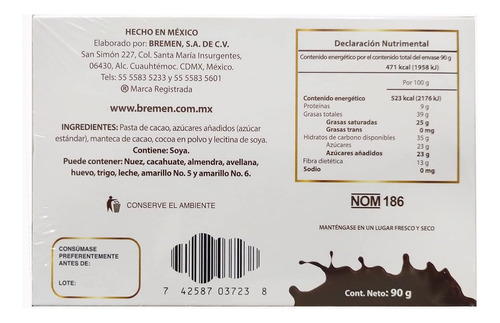 HECHO EN MÉXICO
Elaborado por: BREMEN, S.A. DE C.V.
San Simón 227, Col. Santa María Insurgentes,
06430, Alc. Cuauhtémoc. CDMX, México.
Tels: 55 5583 5233 y 55 5583 5601
® Marca Registrada
www.bremen.com.mx
INGREDIENTES: Pasta de cacao, azúcares añadidos (azúcar
estándar), manteca de cacao, cocoa en polvo y lecitina de soya.
Contiene: Soya.
Puede contener: Nuez, cacahuate, almendra, avellana,
huevo, trigo, leche, amarillo No. 5 y amarillo No. 6.
CONSERVE EL AMBIENTE
CONSÚMASE
PREFERENTEMENTE
ANTES DE:
LOTE:
7 42587 03723 8
Declaración Nutrimental
Contenido energético por el contenido total del envase 90 g
471 kcal (1958 kJ)
Por 100 g
Contenido energético 523 kcal (2176 kJ)
Proteínas 9 g
Grasas totales 39 g
Grasas saturadas 25 g
Grasas trans 0 mg
Hidratos de carbono disponibles 35 g
Azúcares 23 g
Azúcares añadidos 23 g
Fibra dietética 13 g
Sodio 0 mg
NOM 186
MANTÉNGASE EN UN LUGAR FRESCO Y SECO
Cont. Neto: 90 g